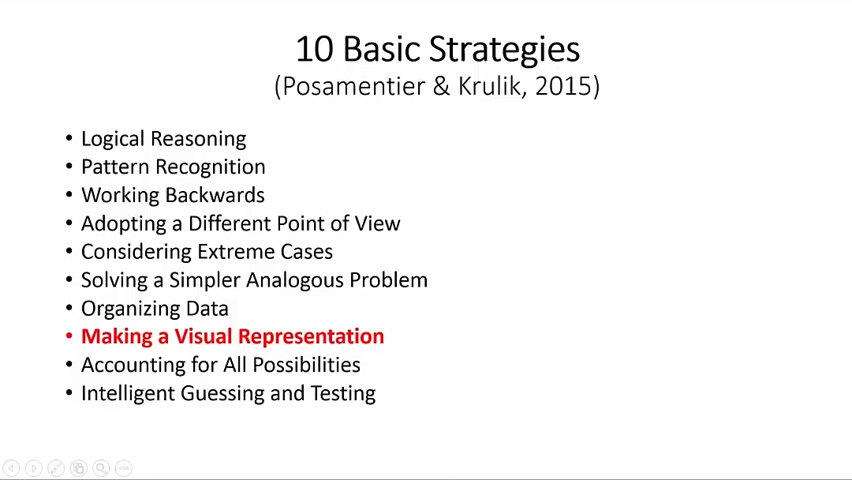 10 Basic Strategies
(Posamentier & Krulik, 2015)
• Logical Reasoning
• Pattern Recognition
• Working Backwards
• Adopting a Different Point of View
• Considering Extreme Cases
• Solving a Simpler Analogous Problem
• Organizing Data
• Making a Visual Representation
• Accounting for All Possibilities
• Intelligent Guessing and Testing